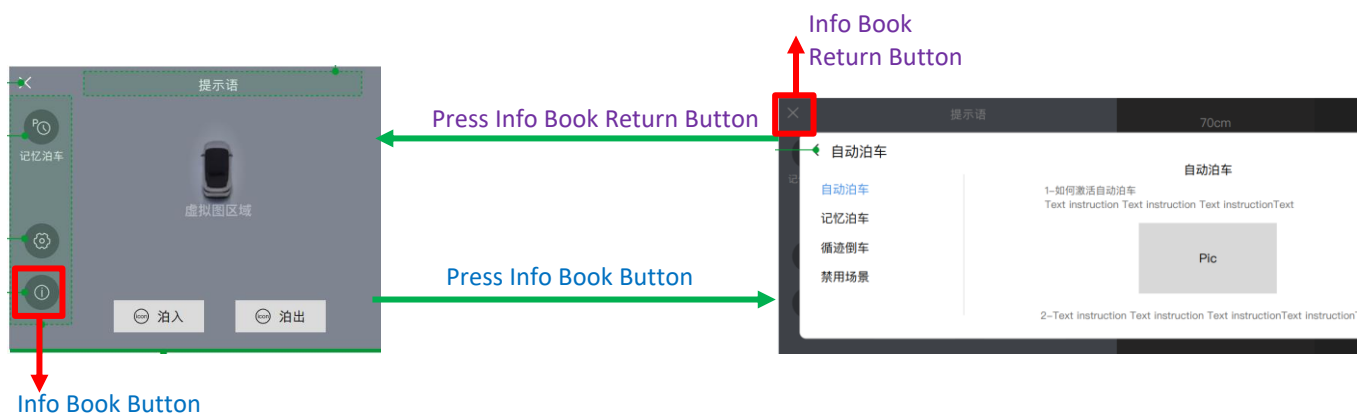 Info Book
Return Button
提示语
记忆泊车
虚拟图区域
icon 泊入
icon 泊出
Info Book Button
Press Info Book Return Button
Press Info Book Button
提示语
70cm
自动泊车
自动泊车
记忆泊车
循迹倒车
禁用场景
自动泊车
1-如何激活自动泊车
Text instruction Text instruction Text instructionText
Pic
2-Text instruction Text instruction Text instructionText instruction